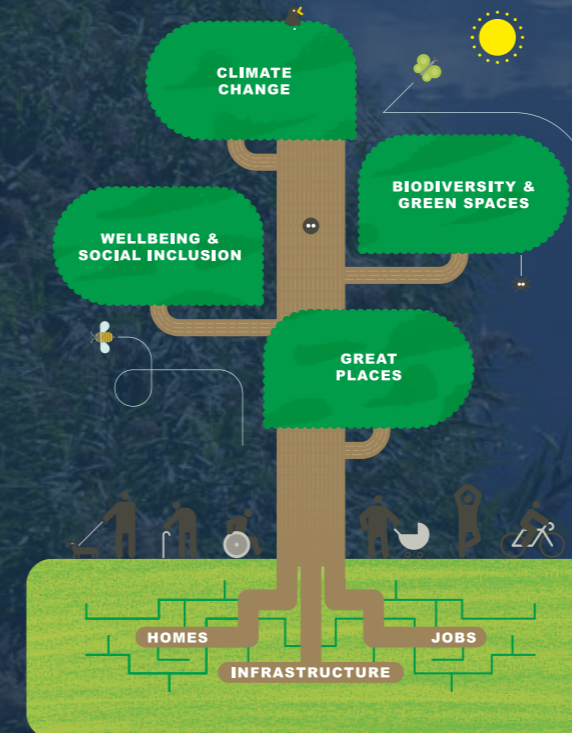 CLIMATE
CHANGE
BIODIVERSITY &
GREEN SPACES
WELLBEING &
SOCIAL INCLUSION
GREAT
PLACES
HOMES
JOBS
INFRASTRUCTURE